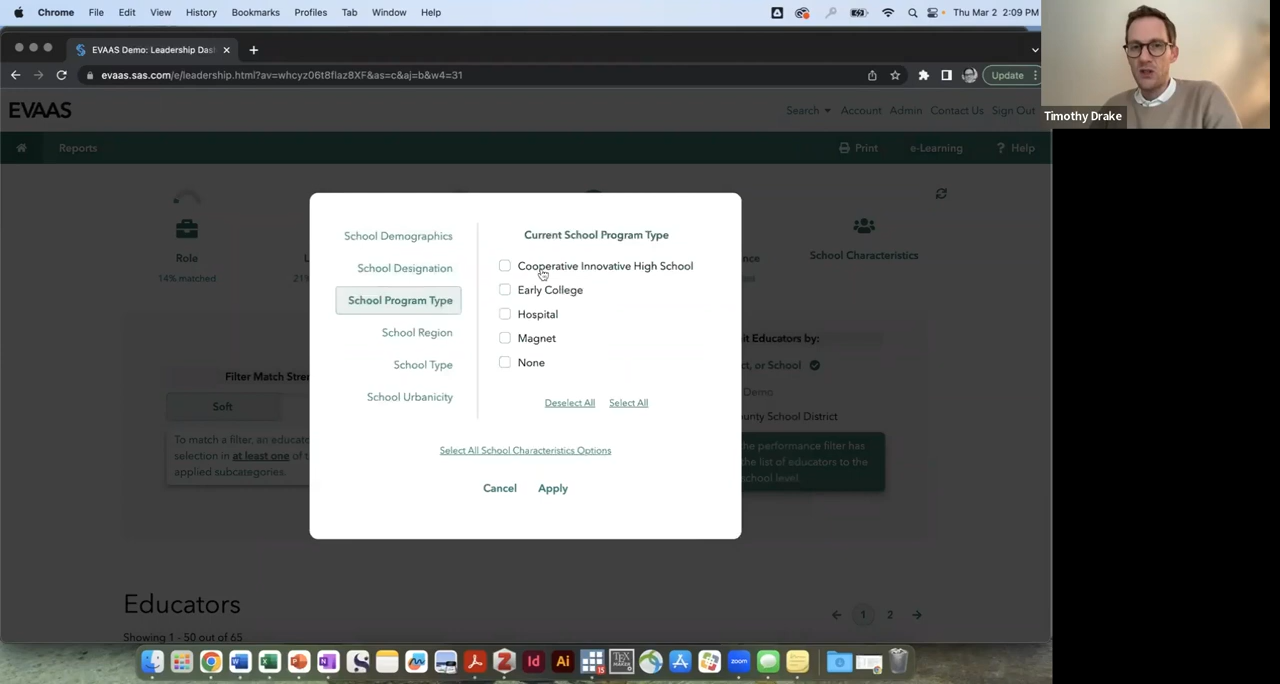 Chrome File Edit View History Bookmarks Profiles Tab Window Help Thu Mar 2 2:09 PM
EVAAS Demo: Leadership Das
evaas.sas.com/e/leadership.html?av=whcyz06t8flaz8XF&as=c&aj=b&w4=31 Update
Timothy Drake
EVAAS Search Account Admin Contact Us Sign Out
Reports Print e-Learning ? Help
Role
14% matched
School Characteristics
School Demographics
School Designation
School Program Type
School Region
School Type
School Urbanicity
Current School Program Type
Cooperative Innovative High School
Early College
Hospital
Magnet
None
Deselect All Select All
Select All School Characteristics Options
Cancel Apply
Filter Match Stren
Soft
To match a filter, an educator
selection in at least one of t
applied subcategories.
it Educators by:
ct, or School
Demo
unty School District
he performance filter has
the list of educators to the
school level.
Educators
Showing 1 - 50 out of 65
1 2
zoom